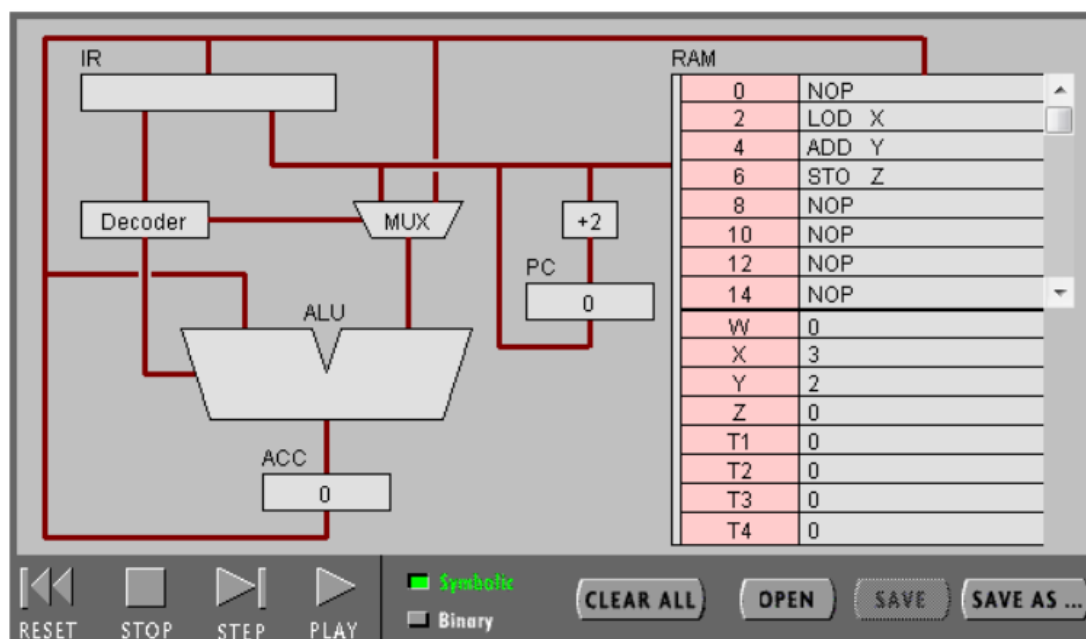 IR
RAM
0 NOP
2 LOD X
4 ADD Y
6 STO Z
8 NOP
10 NOP
12 NOP
14 NOP
W 0
X 3
Y 2
Z 0
T1 0
T2 0
T3 0
T4 0
Decoder
MUX
+2
PC
0
ALU
ACC
0
RESET
STOP
STEP
PLAY
Symbolic
Binary
CLEAR ALL
OPEN
SAVE
SAVE AS ...